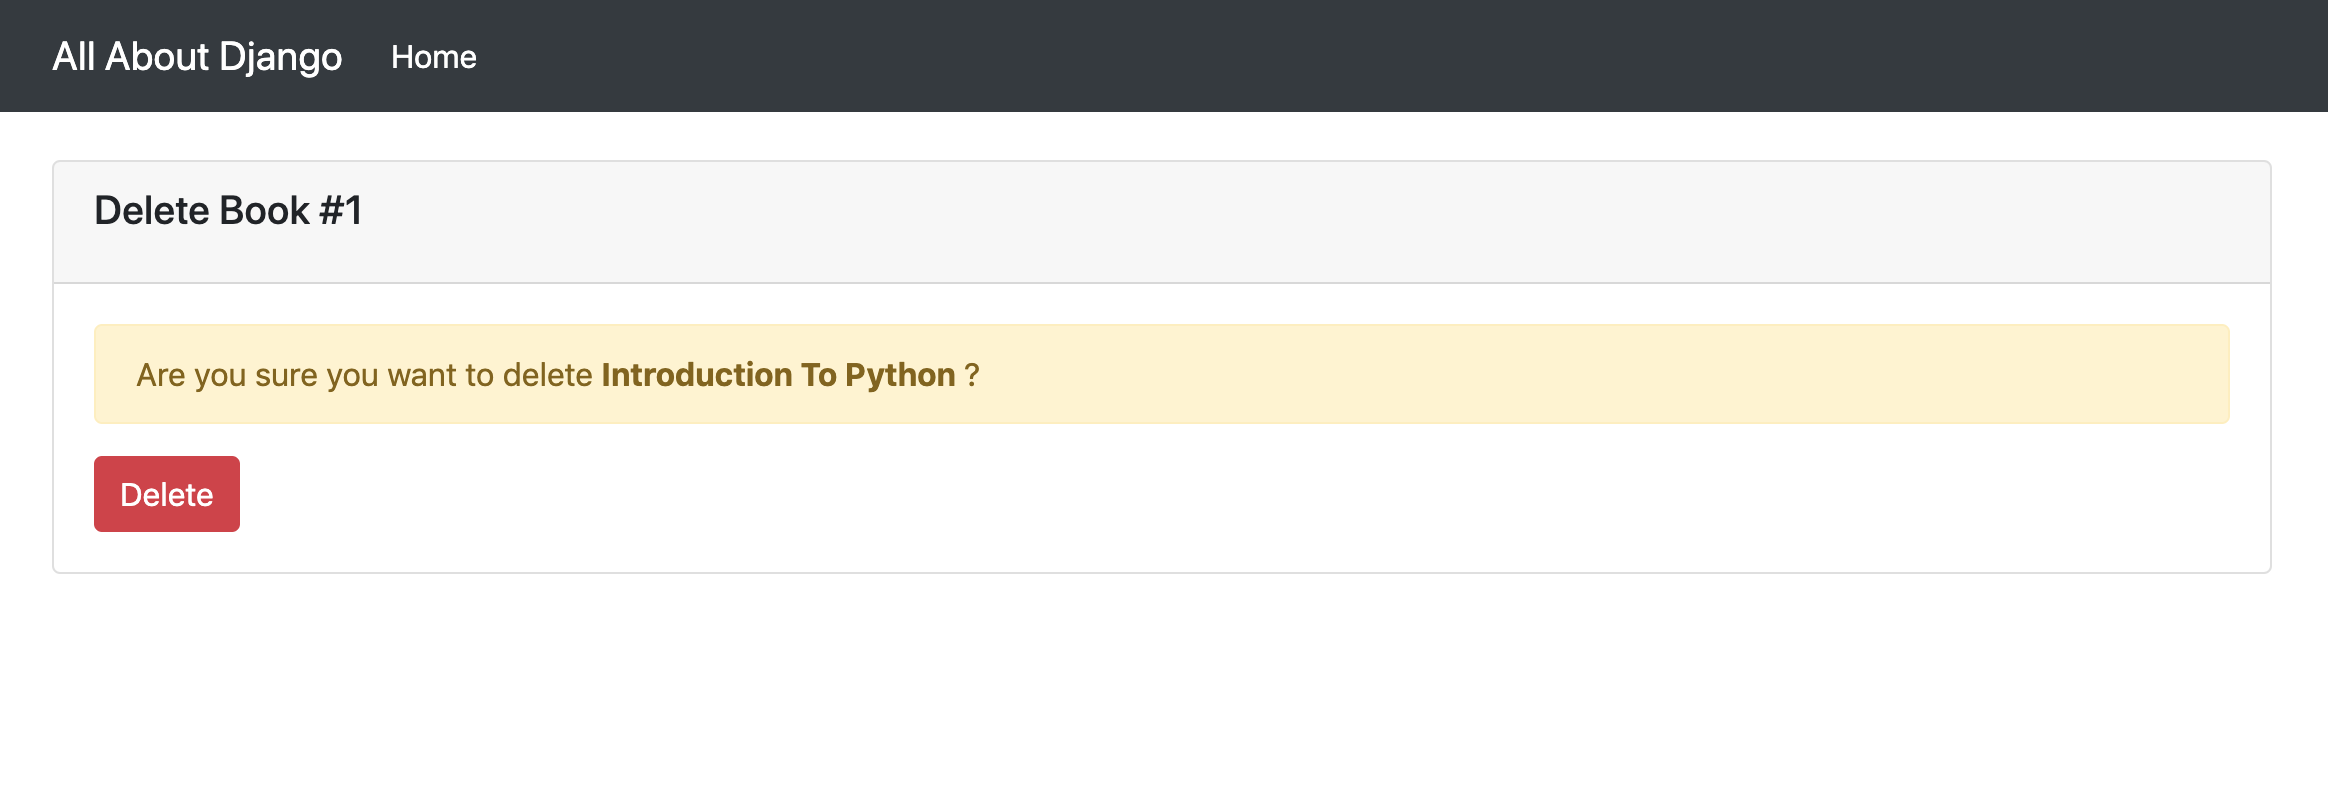 All About Django Home
Delete Book #1
Are you sure you want to delete Introduction To Python ?
Delete